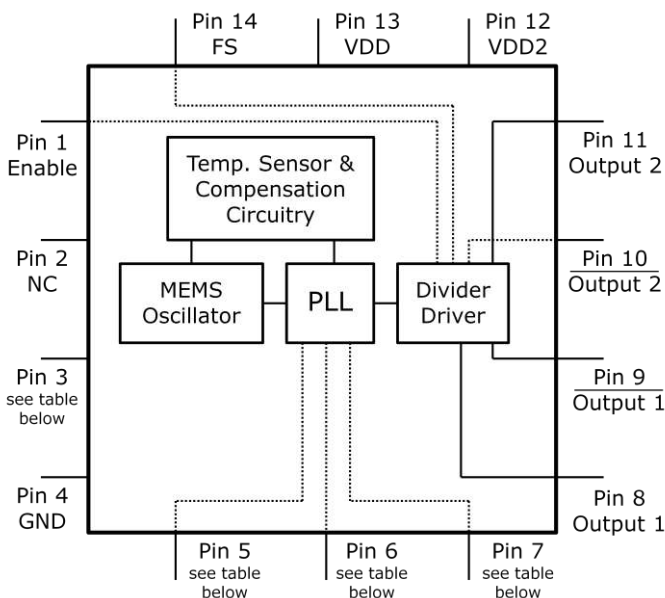 Pin 14
FS
Pin 13
VDD
Pin 12
VDD2
Pin 1
Enable
Pin 11
Output 2
Temp. Sensor &
Compensation
Circuitry
Pin 2
NC
Pin 10
Output 2
MEMS
Oscillator
PLL
Divider
Driver
Pin 3
see table
below
Pin 9
Output 1
Pin 4
GND
Pin 8
Output 1
Pin 5
see table
below
Pin 6
see table
below
Pin 7
see table
below